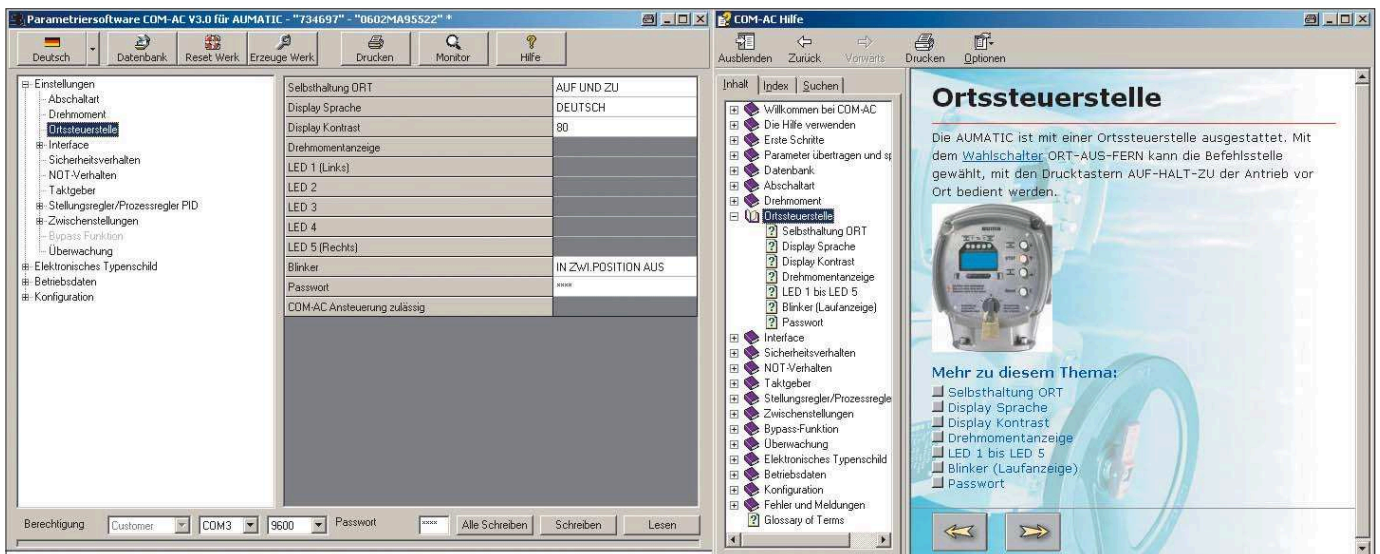 Parametriersoftware COM-AC V3.0 für AUMATIC - "734697" - "0602MA95522" *
Deutsch
Datenbank
Reset Werk
Erzeuge Werk
Drucken
Monitor
Hilfe
Einstellungen
Abschaltart
Drehmoment
Ortssteuerstelle
Interface
Sicherheitsverhalten
NOT-Verhalten
Taktgeber
Stellungsregler/Prozessregler PID
Zwischenstellungen
Bypass Funktion
Überwachung
Elektronisches Typenschild
Betriebsdaten
Konfiguration
Selbsthaltung ORT AUF UND ZU
Display Sprache DEUTSCH
Display Kontrast 80
Drehmomentanzeige
LED 1 (Links)
LED 2
LED 3
LED 4
LED 5 (Rechts)
Blinker IN ZWI.POSITION AUS
Passwort ****
COM-AC Ansteuerung zulässig
Berechtigung Customer COM3 9600 Passwort **** Alle Schreiben Schreiben Lesen
COM-AC Hilfe
Ausblenden
Zurück
Vorwärts
Drucken
Optionen
Inhalt
Index
Suchen
Willkommen bei COM-AC
Die Hilfe verwenden
Erste Schritte
Parameter übertragen und sp
Datenbank
Abschaltart
Drehmoment
Ortssteuerstelle
Selbsthaltung ORT
Display Sprache
Display Kontrast
Drehmomentanzeige
LED 1 bis LED 5
Blinker (Laufanzeige)
Passwort
Interface
Sicherheitsverhalten
NOT-Verhalten
Taktgeber
Stellungsregler/Prozessregle
Zwischenstellungen
Bypass-Funktion
Überwachung
Elektronisches Typenschild
Betriebsdaten
Konfiguration
Fehler und Meldungen
Glossary of Terms
Ortssteuerstelle
Die AUMATIC ist mit einer Ortssteuerstelle ausgestattet. Mit
dem Wahlschalter ORT-AUS-FERN kann die Befehlsstelle
gewählt, mit den Drucktastern AUF-HALT-ZU der Antrieb vor
Ort bedient werden.
Mehr zu diesem Thema:
Selbsthaltung ORT
Display Sprache
Display Kontrast
Drehmomentanzeige
LED 1 bis LED 5
Blinker (Laufanzeige)
Passwort